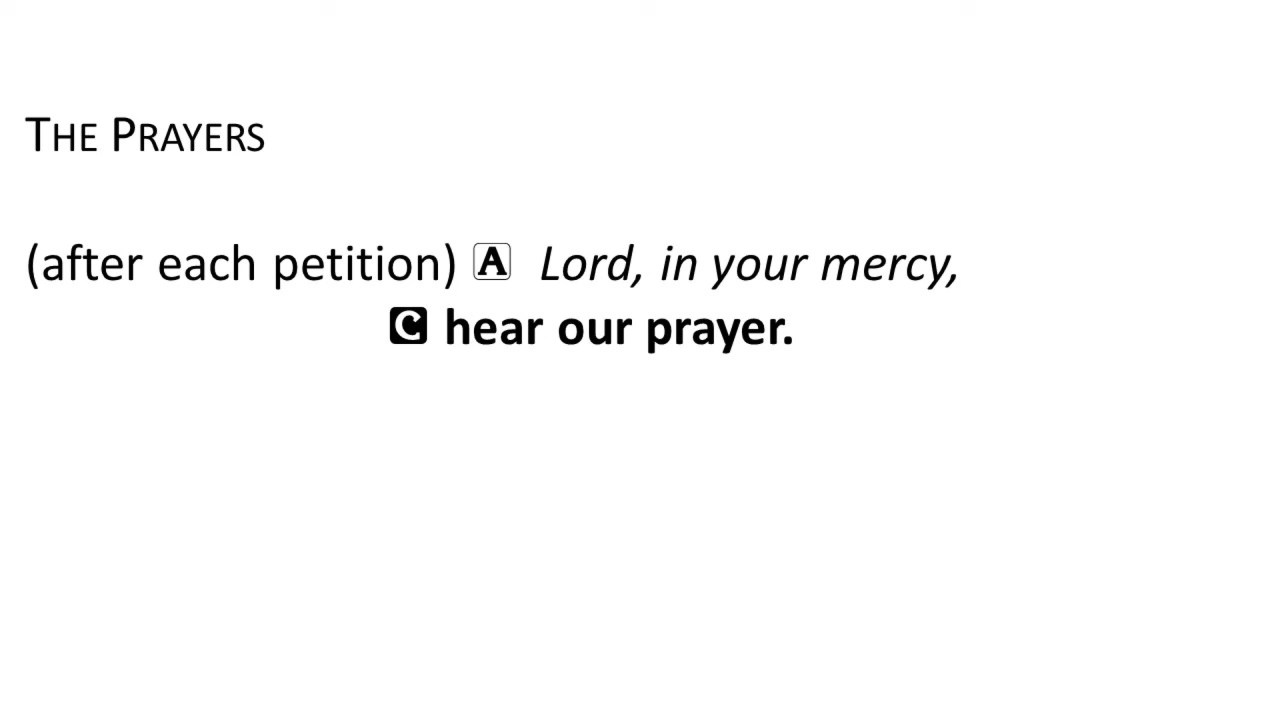 THE PRAYERS
(after each petition) A Lord, in your mercy,
C hear our prayer.